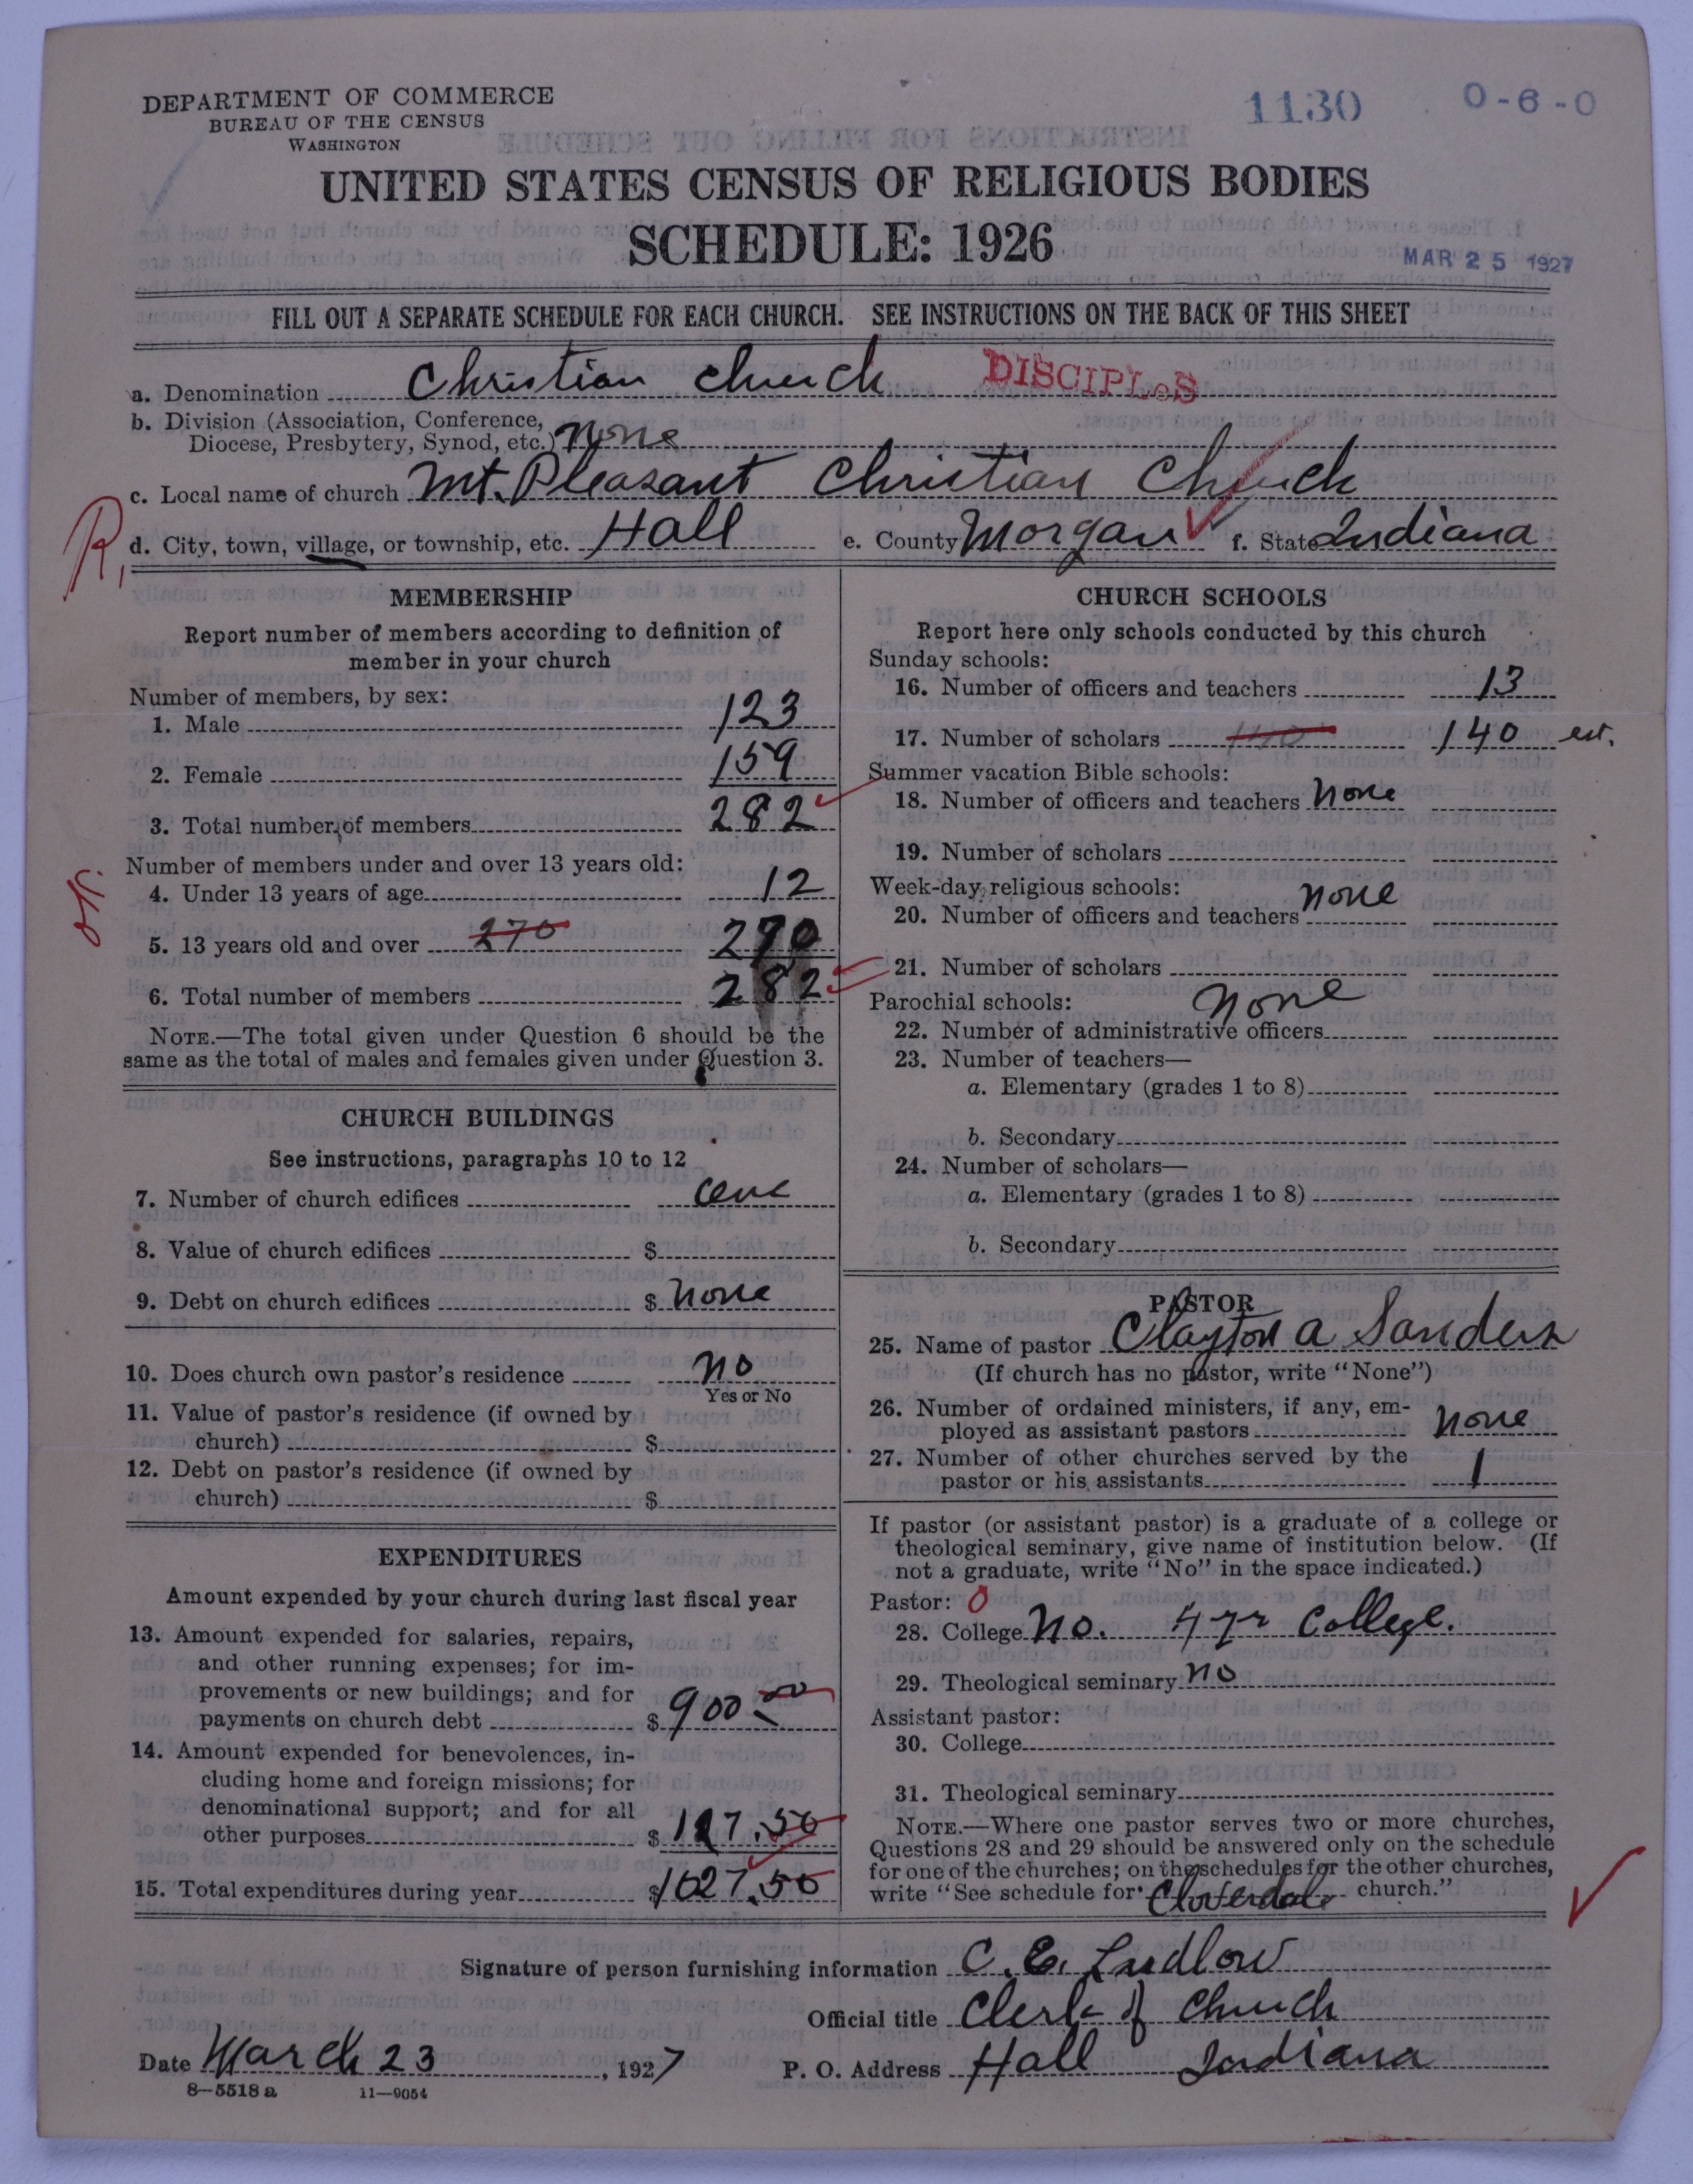 DEPARTMENT OF COMMERCE
BUREAU OF THE CENSUS
WASHINGTON
1130
0-6-0
UNITED STATES CENSUS OF RELIGIOUS BODIES
SCHEDULE: 1926
MAR 25 1927
FILL OUT A SEPARATE SCHEDULE FOR EACH CHURCH. SEE INSTRUCTIONS ON THE BACK OF THIS SHEET
a. Denomination Christian Church DISCIPLES
b. Division (Association, Conference,
Diocese, Presbytery, Synod, etc.) None
c. Local name of church Mt. Pleasant Christian Church
R,
d. City, town, village, or township, etc. Hall e. County Morgan f. State Indiana
MEMBERSHIP
Report number of members according to definition of
member in your church
Number of members, by sex:
1. Male 123
2. Female 159
3. Total number of members 282
Number of members under and over 13 years old:
4. Under 13 years of age 12
5. 13 years old and over 270 270
6. Total number of members 282
NOTE.—The total given under Question 6 should be the
same as the total of males and females given under Question 3.
CHURCH BUILDINGS
See instructions, paragraphs 10 to 12
7. Number of church edifices one
8. Value of church edifices $
9. Debt on church edifices $ None
10. Does church own pastor's residence No
Yes or No
11. Value of pastor's residence (if owned by
church) $
12. Debt on pastor's residence (if owned by
church) $
EXPENDITURES
Amount expended by your church during last fiscal year
13. Amount expended for salaries, repairs,
and other running expenses; for im-
provements or new buildings; and for
payments on church debt $ 900.00
14. Amount expended for benevolences, in-
cluding home and foreign missions; for
denominational support; and for all
other purposes $ 127.50
15. Total expenditures during year $ 1027.50
CHURCH SCHOOLS
Report here only schools conducted by this church
Sunday schools:
16. Number of officers and teachers 13
17. Number of scholars 140 140 est.
Summer vacation Bible schools:
18. Number of officers and teachers None
19. Number of scholars
Week-day religious schools:
20. Number of officers and teachers None
21. Number of scholars
Parochial schools: None
22. Number of administrative officers
23. Number of teachers—
a. Elementary (grades 1 to 8)
b. Secondary
24. Number of scholars—
a. Elementary (grades 1 to 8)
b. Secondary
PASTOR
25. Name of pastor Clayton A Sanders
(If church has no pastor, write "None")
26. Number of ordained ministers, if any, em-
ployed as assistant pastors None
27. Number of other churches served by the
pastor or his assistants 1
If pastor (or assistant pastor) is a graduate of a college or
theological seminary, give name of institution below. (If
not a graduate, write "No" in the space indicated.)
Pastor: 0
28. College No. 4 yr College.
29. Theological seminary No
Assistant pastor:
30. College
31. Theological seminary
NOTE.—Where one pastor serves two or more churches,
Questions 28 and 29 should be answered only on the schedule
for one of the churches; on the schedules for the other churches,
write "See schedule for Cloverdale church."
Signature of person furnishing information C. E. Ludlow
Official title Clerk of Church
Date March 23, 1927 P. O. Address Hall Indiana
8—5518 a 11—9054